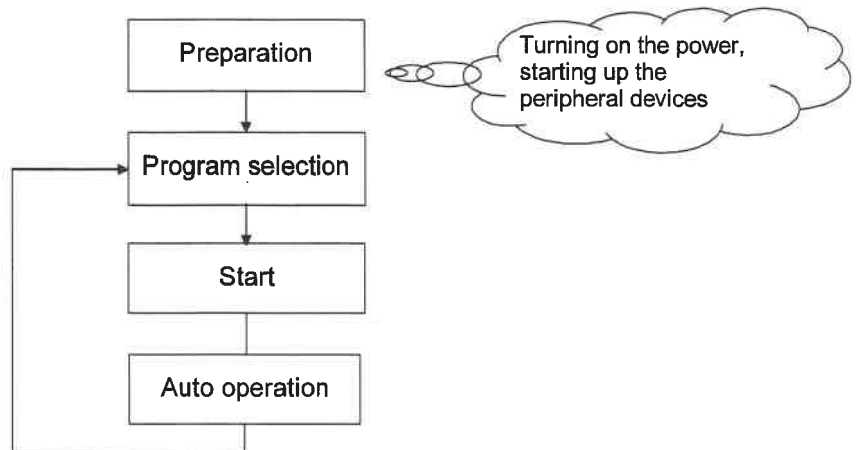 Preparation
Turning on the power,
starting up the
peripheral devices
Program selection
Start
Auto operation